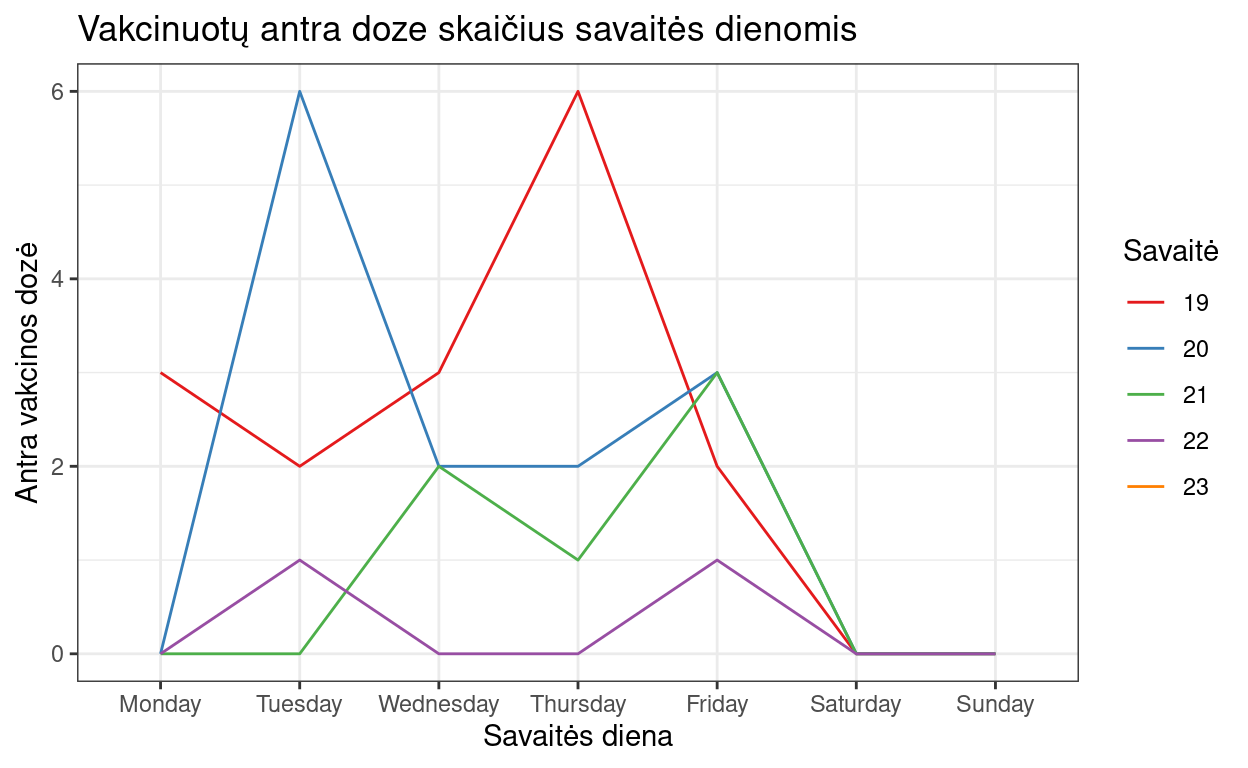 Vakcinuotų antra doze skaičius savaitės dienomis
Antra vakcinos dozė
6
4
2
0
Monday Tuesday Wednesday Thursday Friday Saturday Sunday
Savaitės diena
Savaitė
19
20
21
22
23